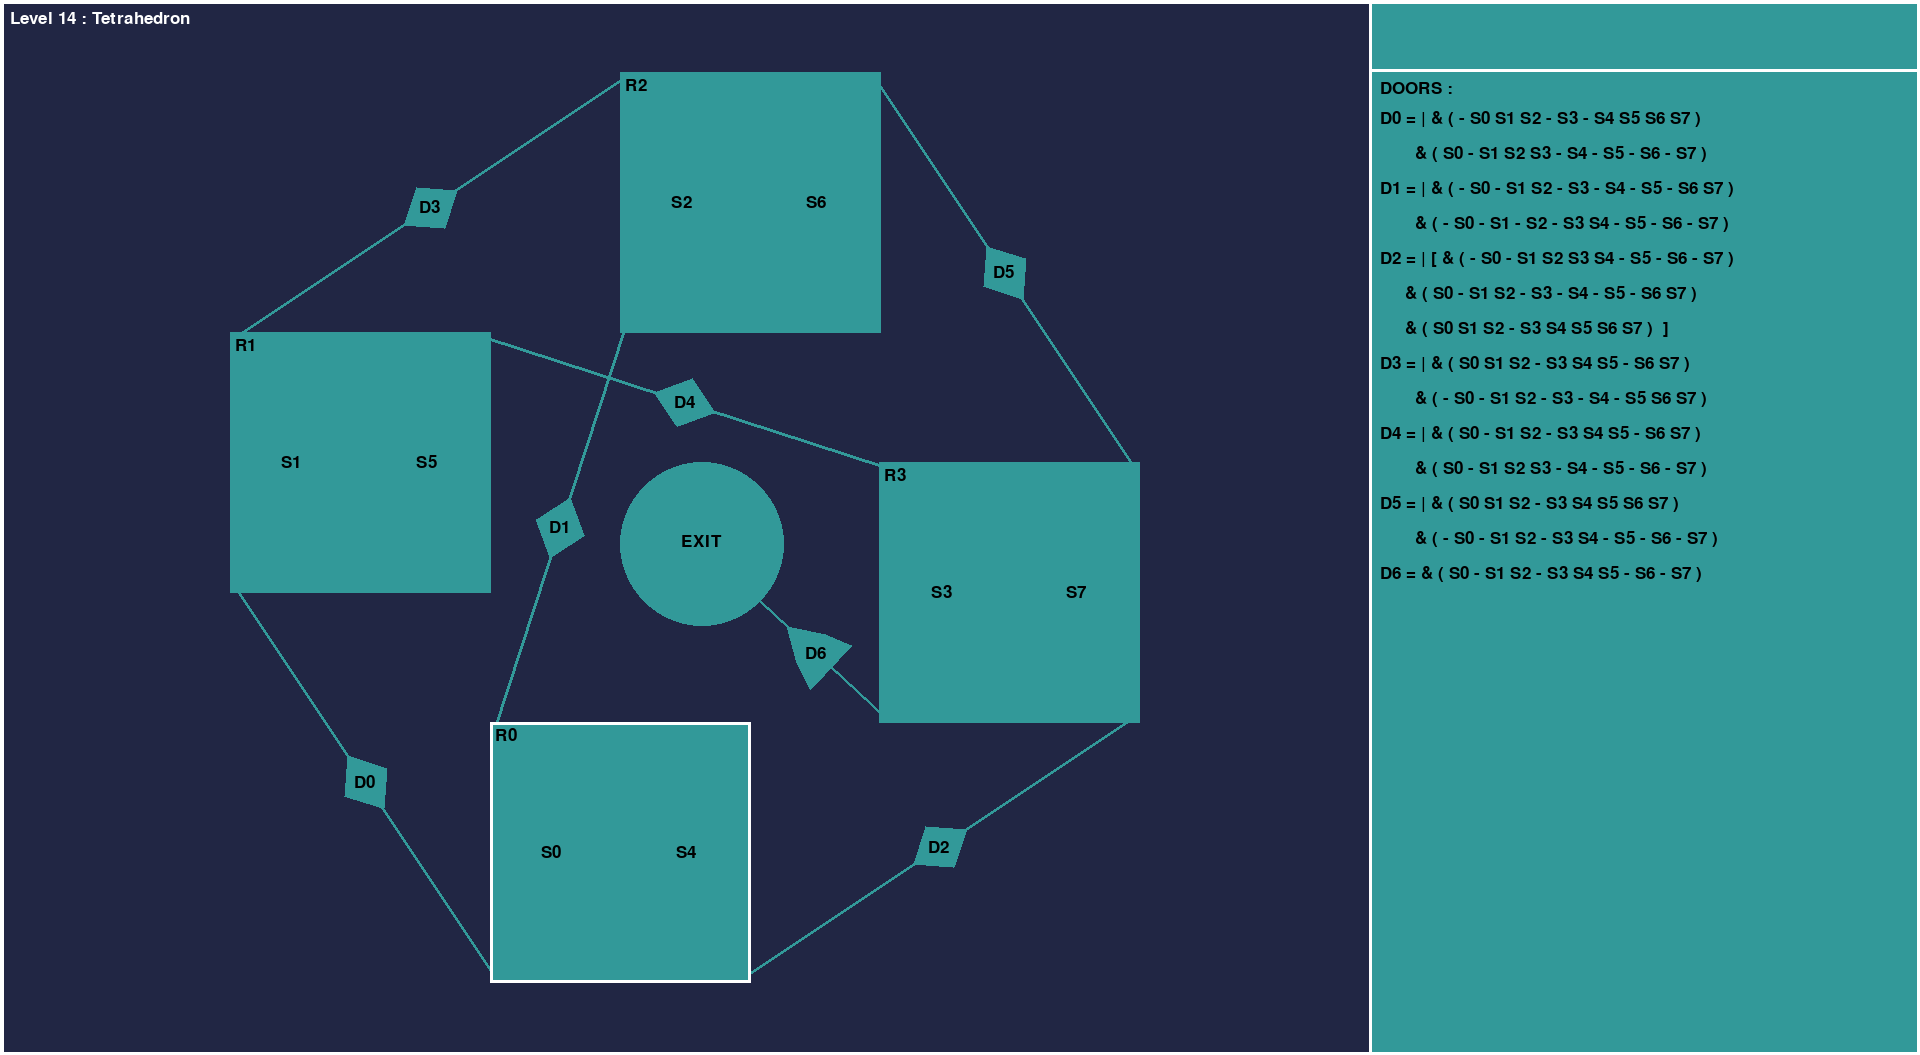 Level 14 : Tetrahedron
R2
S2 S6
D3
D5
R1
S1 S5
D4
R3
S3 S7
D1
EXIT
D6
R0
S0 S4
D0
D2
DOORS :
D0 = | & ( - S0 S1 S2 - S3 - S4 S5 S6 S7 )
& ( S0 - S1 S2 S3 - S4 - S5 - S6 - S7 )
D1 = | & ( - S0 - S1 S2 - S3 - S4 - S5 - S6 S7 )
& ( - S0 - S1 - S2 - S3 S4 - S5 - S6 - S7 )
D2 = | [ & ( - S0 - S1 S2 S3 S4 - S5 - S6 - S7 )
& ( S0 - S1 S2 - S3 - S4 - S5 - S6 S7 )
& ( S0 S1 S2 - S3 S4 S5 S6 S7 ) ]
D3 = | & ( S0 S1 S2 - S3 S4 S5 - S6 S7 )
& ( - S0 - S1 S2 - S3 - S4 - S5 S6 S7 )
D4 = | & ( S0 - S1 S2 - S3 S4 S5 - S6 S7 )
& ( S0 - S1 S2 S3 - S4 - S5 - S6 - S7 )
D5 = | & ( S0 S1 S2 - S3 S4 S5 S6 S7 )
& ( - S0 - S1 S2 - S3 S4 - S5 - S6 - S7 )
D6 = & ( S0 - S1 S2 - S3 S4 S5 - S6 - S7 )